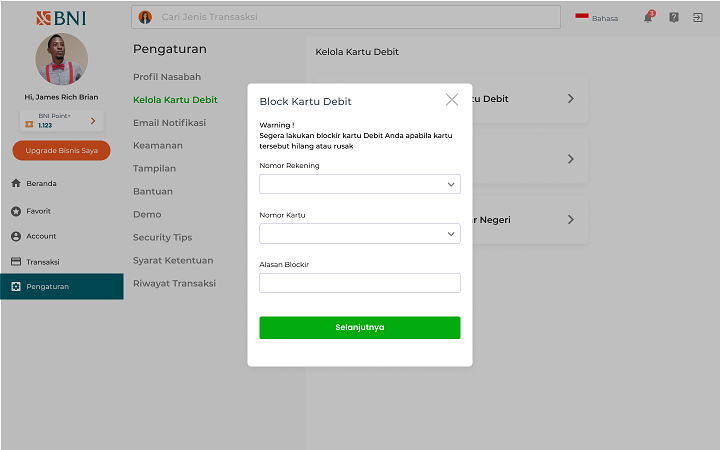 BNI
Cari Jenis Transasksi
Bahasa
3
Hi, James Rich Brian
BNI Point+
1.123
Upgrade Bisnis Saya
Beranda
Favorit
Account
Transaksi
Pengaturan
Pengaturan
Profil Nasabah
Kelola Kartu Debit
Email Notifikasi
Keamanan
Tampilan
Bantuan
Demo
Security Tips
Syarat Ketentuan
Riwayat Transaksi
Kelola Kartu Debit
Debit
Negeri
Block Kartu Debit
Warning !
Segera lakukan blockir kartu Debit Anda apabila kartu
tersebut hilang atau rusak
Nomor Rekening
Nomor Kartu
Alasan Blockir
Selanjutnya